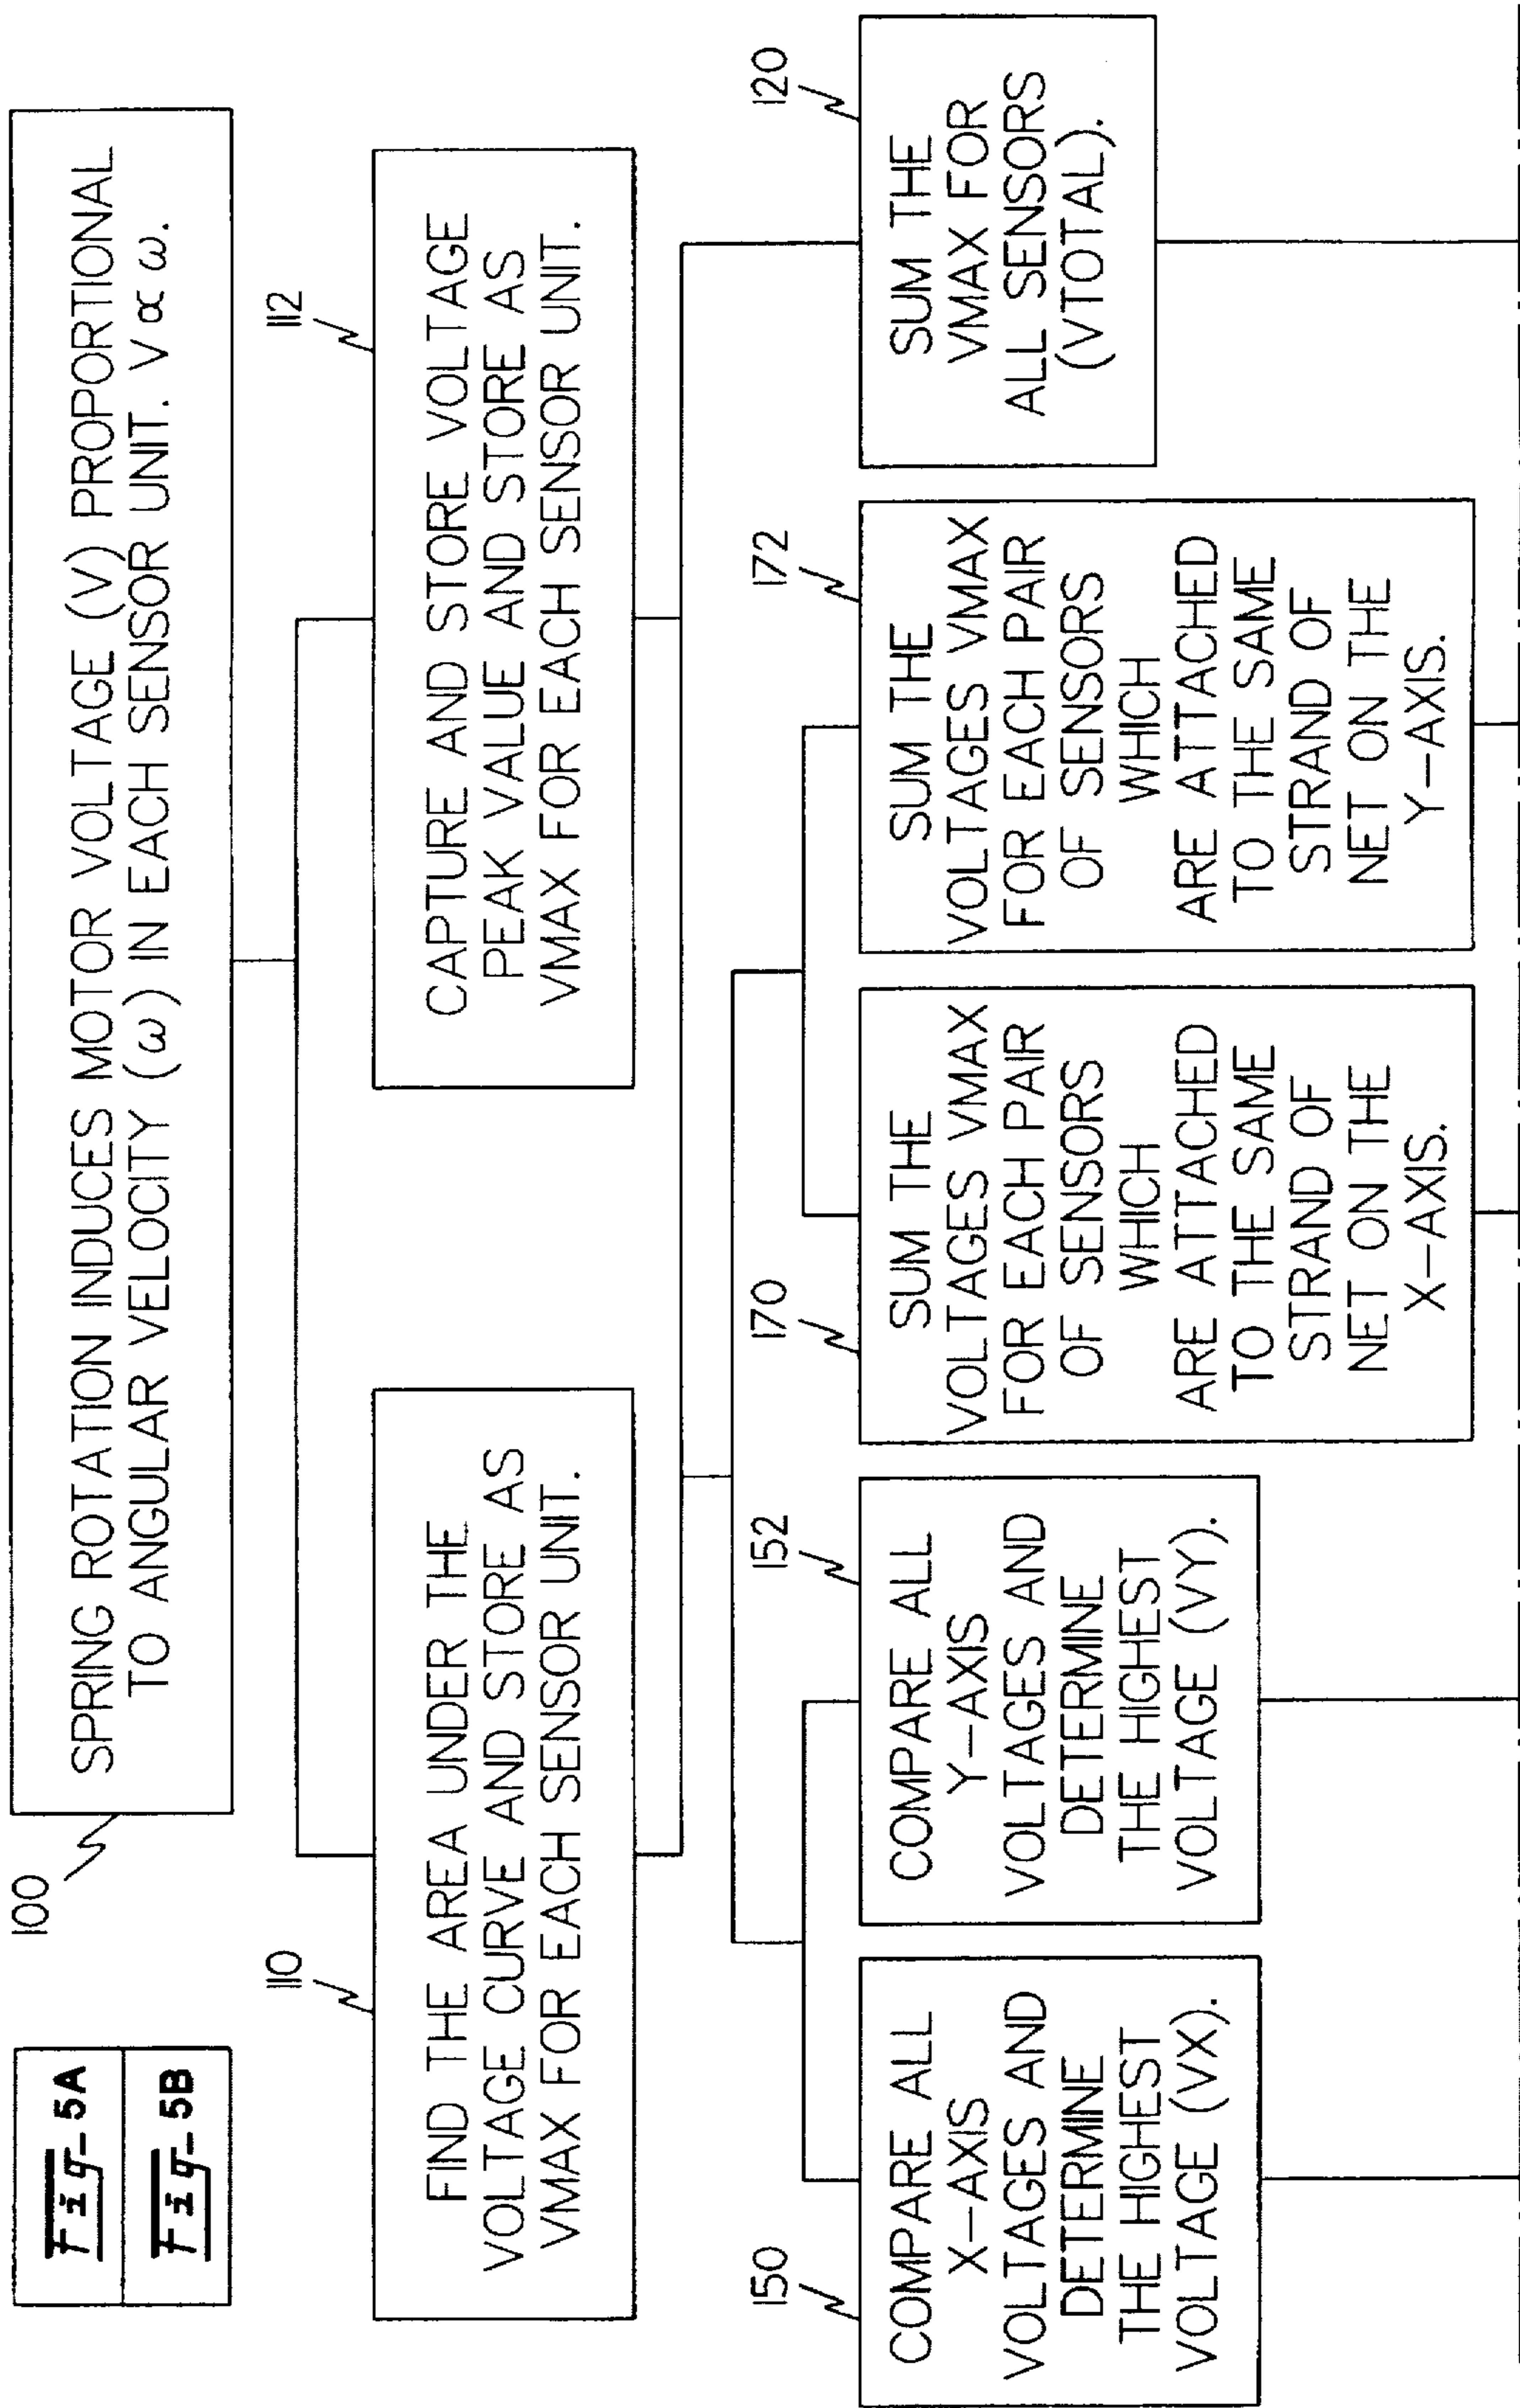 Fig-5A
Fig-5B
100
SPRING ROTATION INDUCES MOTOR VOLTAGE (V) PROPORTIONAL
TO ANGULAR VELOCITY (ω) IN EACH SENSOR UNIT. V ∝ ω.
110
FIND THE AREA UNDER THE
VOLTAGE CURVE AND STORE AS
VMAX FOR EACH SENSOR UNIT.
112
CAPTURE AND STORE VOLTAGE
PEAK VALUE AND STORE AS
VMAX FOR EACH SENSOR UNIT.
150
COMPARE ALL
X-AXIS
VOLTAGES AND
DETERMINE
THE HIGHEST
VOLTAGE (VX).
152
COMPARE ALL
Y-AXIS
VOLTAGES AND
DETERMINE
THE HIGHEST
VOLTAGE (VY).
170
SUM THE
VOLTAGES VMAX
FOR EACH PAIR
OF SENSORS
WHICH
ARE ATTACHED
TO THE SAME
STRAND OF
NET ON THE
X-AXIS.
172
SUM THE
VOLTAGES VMAX
FOR EACH PAIR
OF SENSORS
WHICH
ARE ATTACHED
TO THE SAME
STRAND OF
NET ON THE
Y-AXIS.
120
SUM THE
VMAX FOR
ALL SENSORS
(VTOTAL).